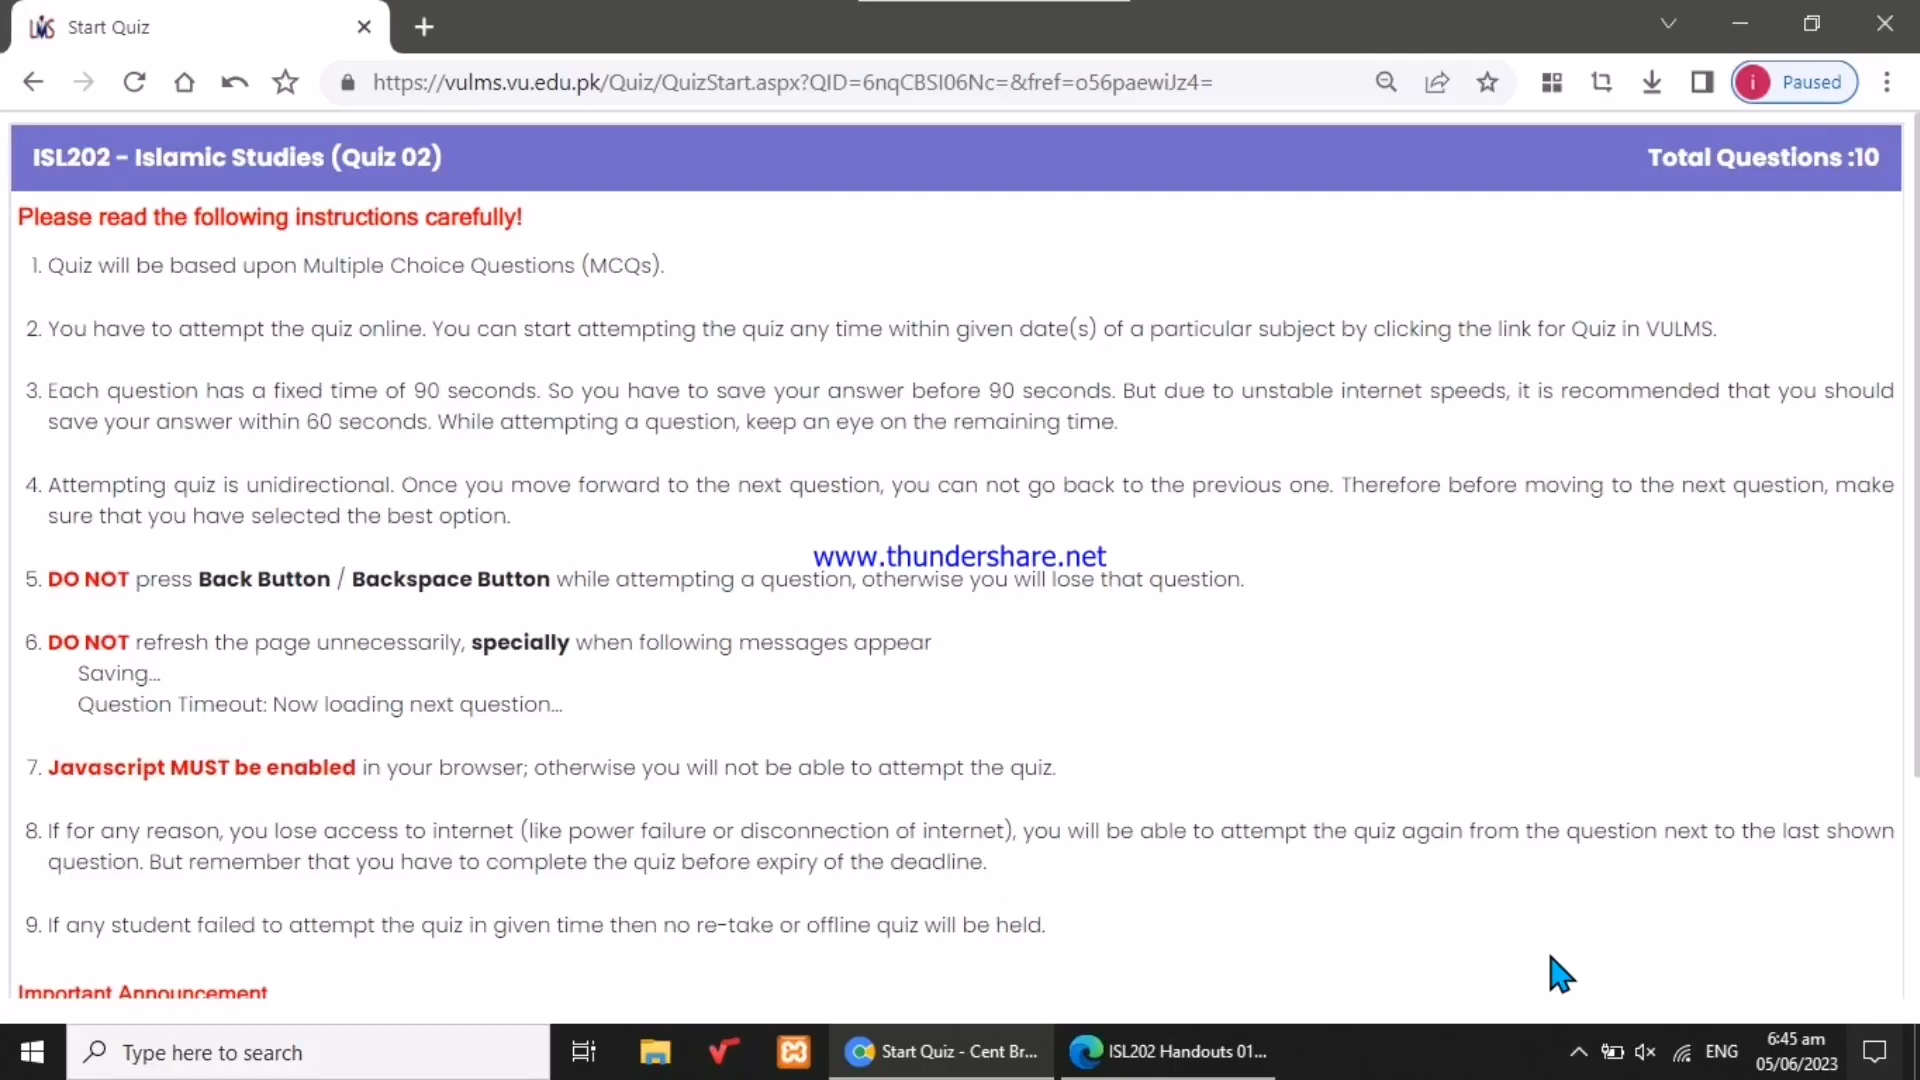 Start Quiz
https://vulms.vu.edu.pk/Quiz/QuizStart.aspx?QID=6nqCBSI06Nc=&fref=o56paewiJz4=
i Paused
ISL202 - Islamic Studies (Quiz 02) Total Questions :10
Please read the following instructions carefully!
1. Quiz will be based upon Multiple Choice Questions (MCQs).
2. You have to attempt the quiz online. You can start attempting the quiz any time within given date(s) of a particular subject by clicking the link for Quiz in VULMS.
3. Each question has a fixed time of 90 seconds. So you have to save your answer before 90 seconds. But due to unstable internet speeds, it is recommended that you should
save your answer within 60 seconds. While attempting a question, keep an eye on the remaining time.
4. Attempting quiz is unidirectional. Once you move forward to the next question, you can not go back to the previous one. Therefore before moving to the next question, make
sure that you have selected the best option.
www.thundershare.net
5. DO NOT press Back Button / Backspace Button while attempting a question, otherwise you will lose that question.
6. DO NOT refresh the page unnecessarily, specially when following messages appear
Saving...
Question Timeout: Now loading next question...
7. Javascript MUST be enabled in your browser; otherwise you will not be able to attempt the quiz.
8. If for any reason, you lose access to internet (like power failure or disconnection of internet), you will be able to attempt the quiz again from the question next to the last shown
question. But remember that you have to complete the quiz before expiry of the deadline.
9. If any student failed to attempt the quiz in given time then no re-take or offline quiz will be held.
Important Announcement
Type here to search
Start Quiz - Cent Br...
ISL202 Handouts 01...
ENG
6:45 am
05/06/2023